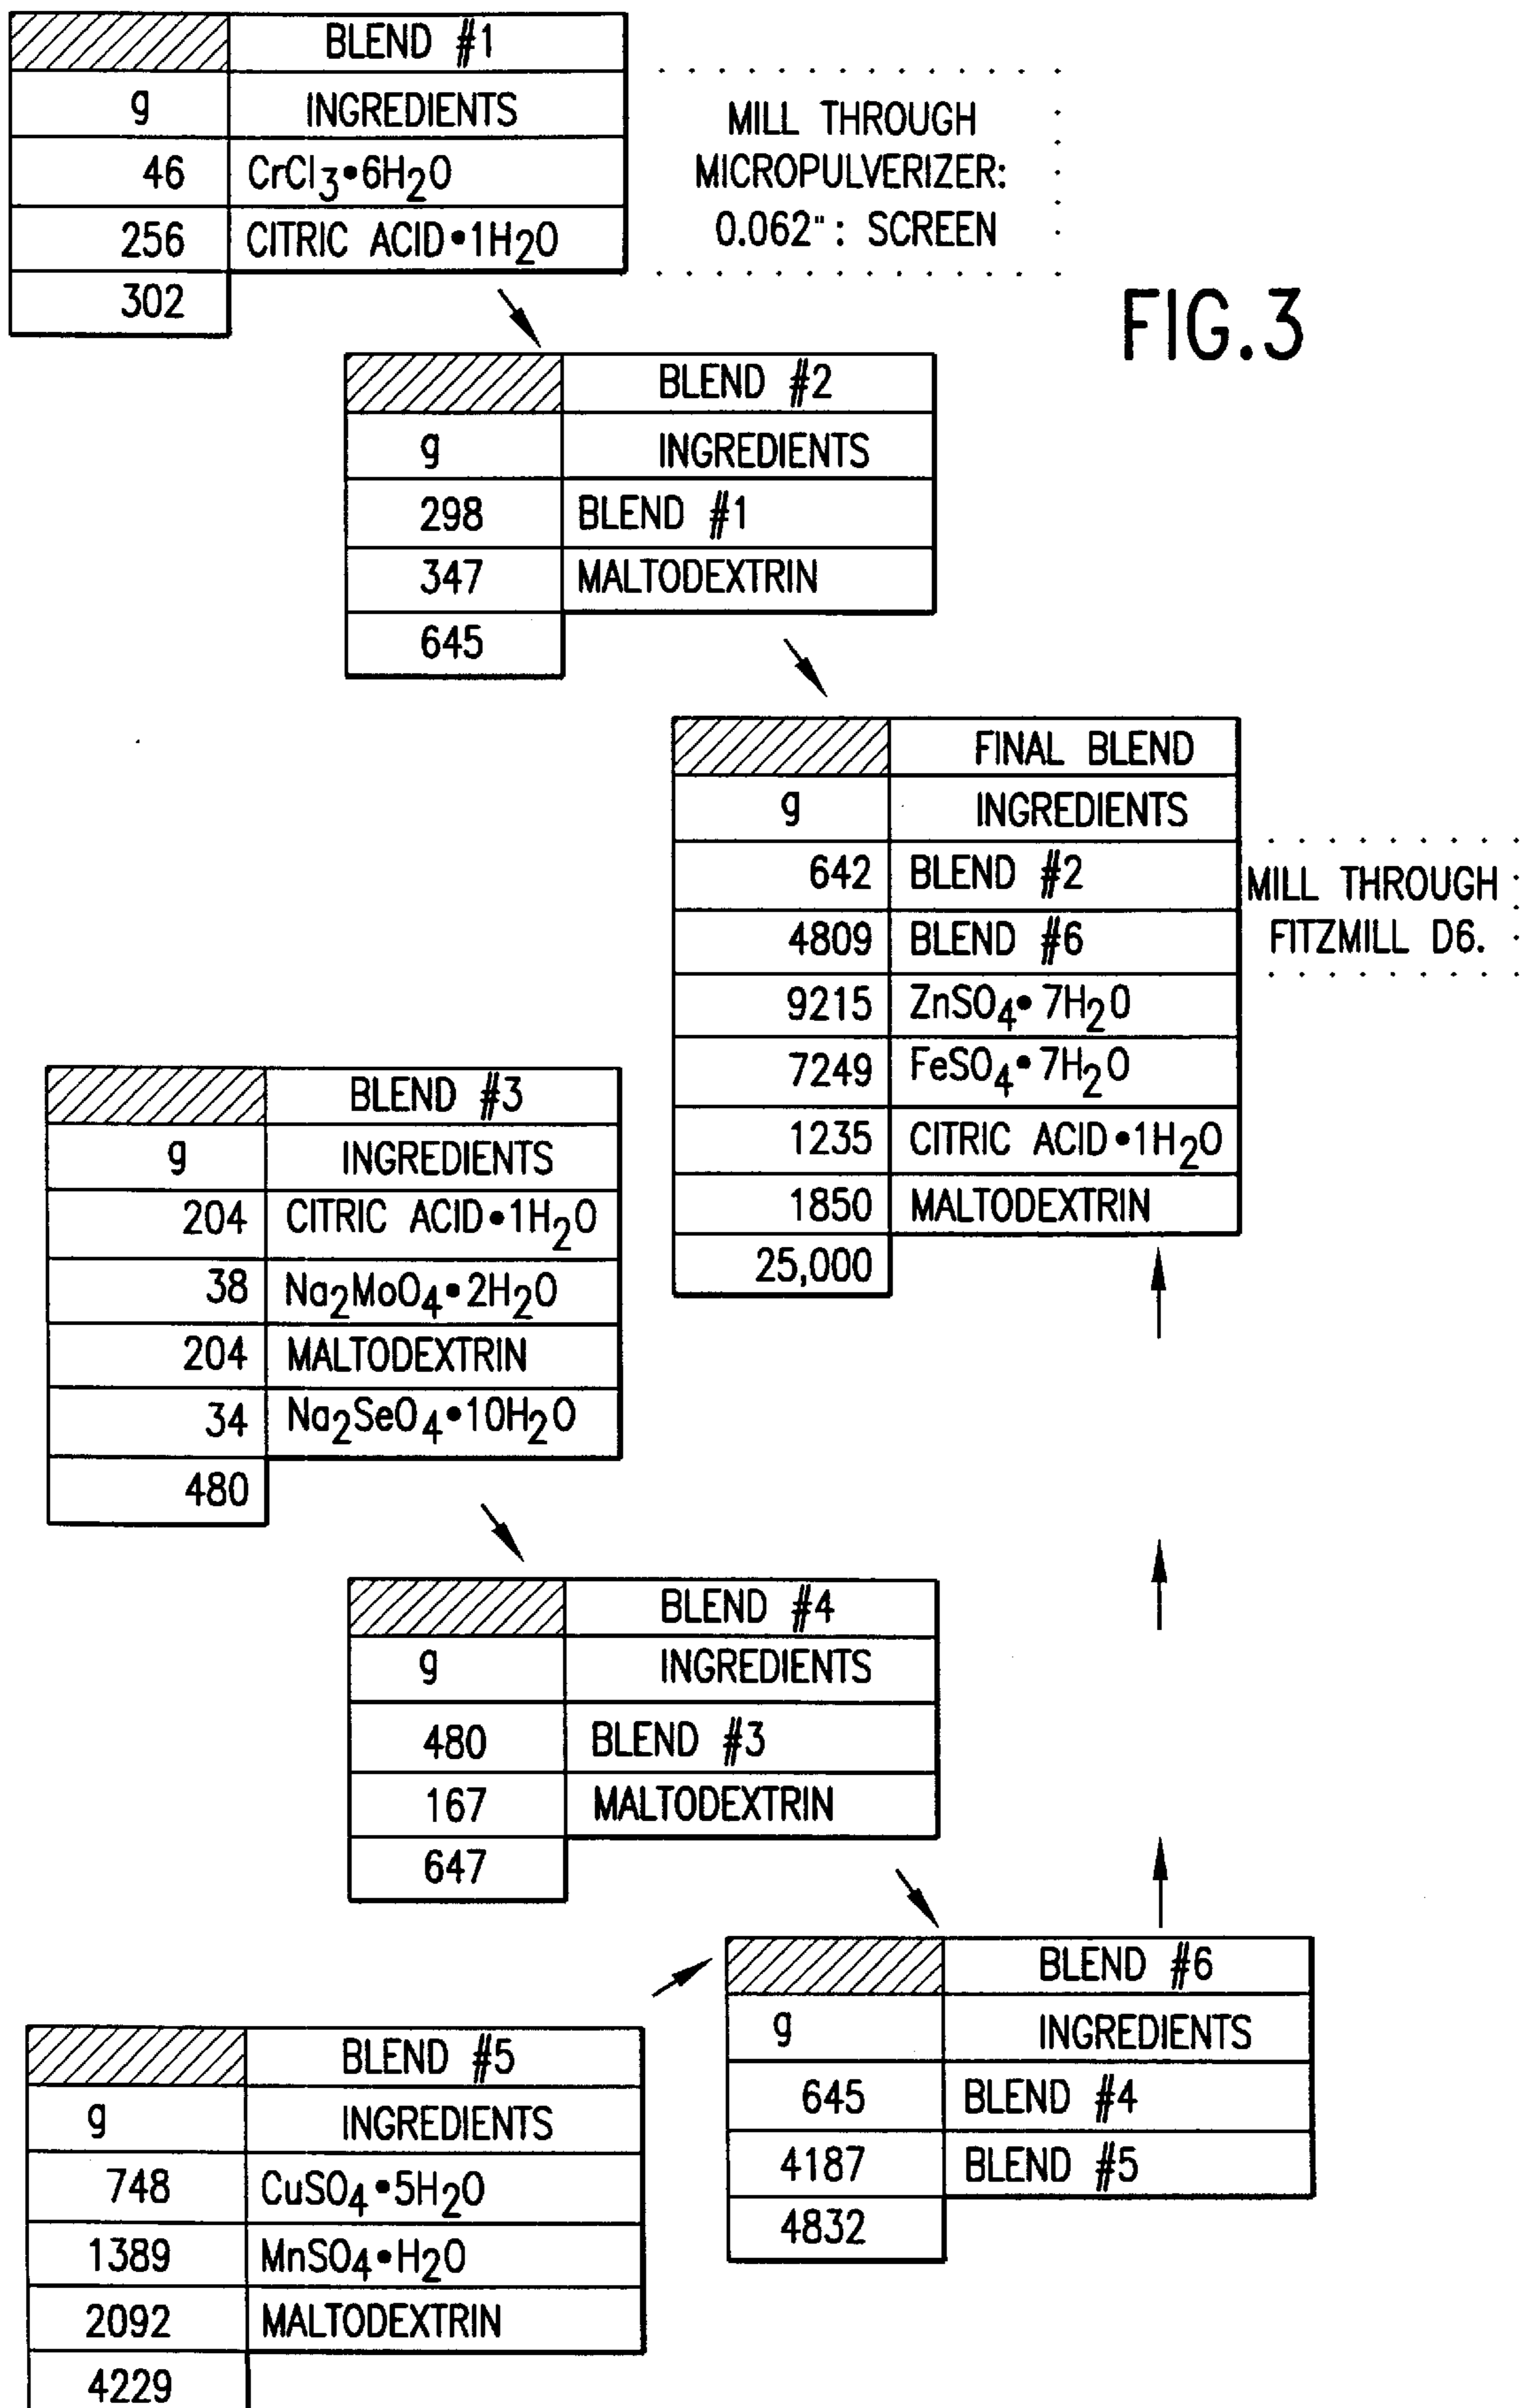 BLEND #1
g INGREDIENTS
46 CrCl3•6H2O
256 CITRIC ACID•1H2O
302
MILL THROUGH
MICROPULVERIZER:
0.062": SCREEN
FIG.3
BLEND #2
g INGREDIENTS
298 BLEND #1
347 MALTODEXTRIN
645
FINAL BLEND
g INGREDIENTS
642 BLEND #2
4809 BLEND #6
9215 ZnSO4•7H2O
7249 FeSO4•7H2O
1235 CITRIC ACID•1H2O
1850 MALTODEXTRIN
25,000
MILL THROUGH
FITZMILL D6.
BLEND #3
g INGREDIENTS
204 CITRIC ACID•1H2O
38 Na2MoO4•2H2O
204 MALTODEXTRIN
34 Na2SeO4•10H2O
480
BLEND #4
g INGREDIENTS
480 BLEND #3
167 MALTODEXTRIN
647
BLEND #5
g INGREDIENTS
748 CuSO4•5H2O
1389 MnSO4•H2O
2092 MALTODEXTRIN
4229
BLEND #6
g INGREDIENTS
645 BLEND #4
4187 BLEND #5
4832